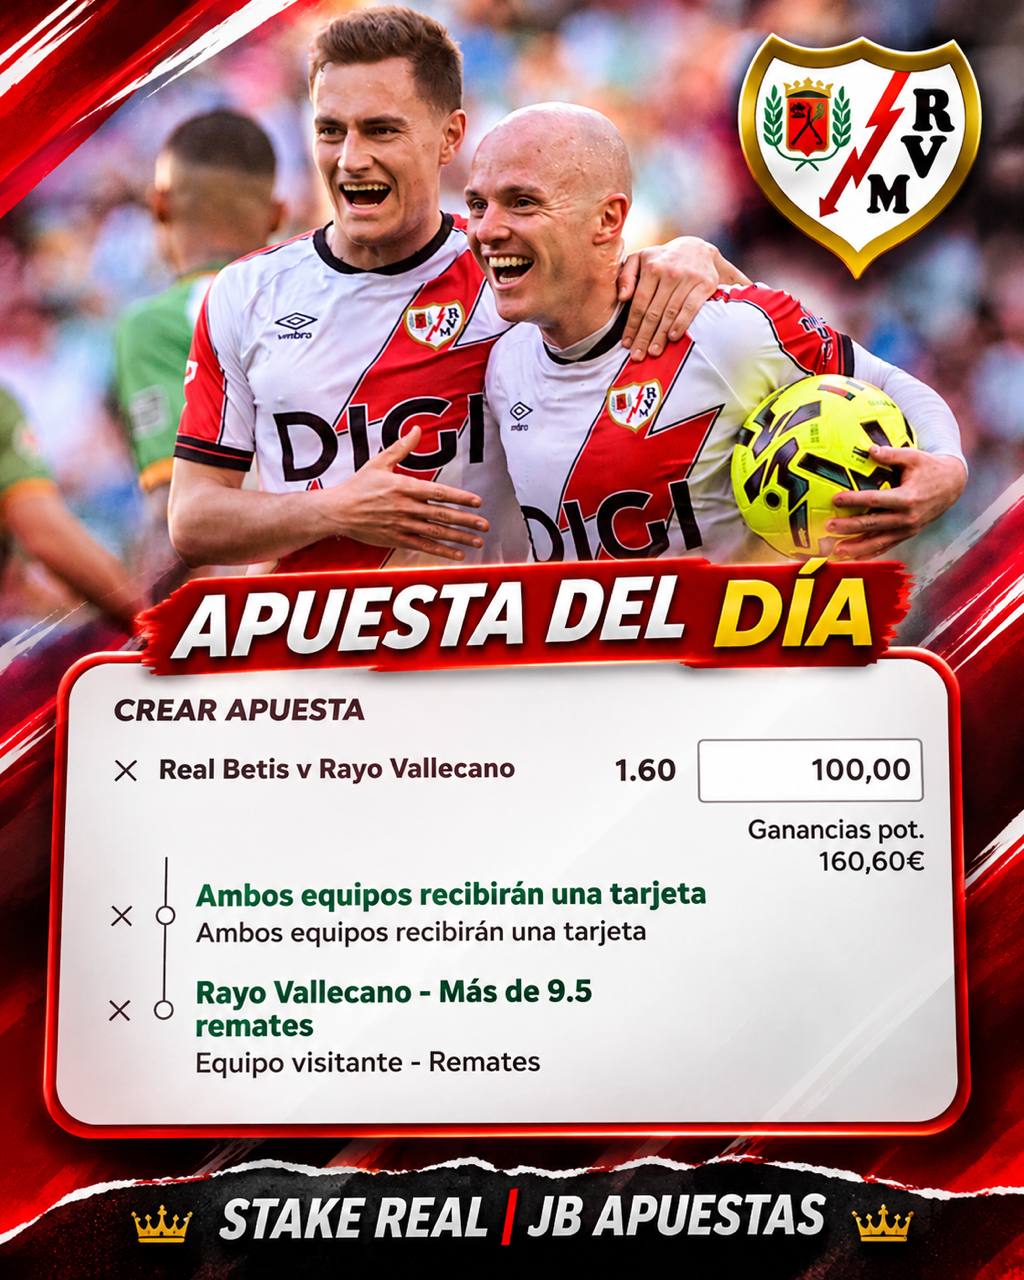 R
V
M
umbro
DIGI
umbro
DIGI
APUESTA DEL DÍA
CREAR APUESTA
Real Betis v Rayo Vallecano 1.60 100,00
Ganancias pot.
160,60€
Ambos equipos recibirán una tarjeta
Ambos equipos recibirán una tarjeta
Rayo Vallecano - Más de 9.5
remates
Equipo visitante - Remates
STAKE REAL | JB APUESTAS